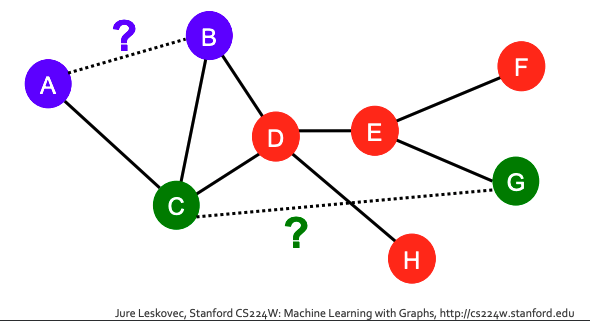 ?
B
A
F
D
E
G
C
?
H
Jure Leskovec, Stanford CS224W: Machine Learning with Graphs, http://cs224w.stanford.edu